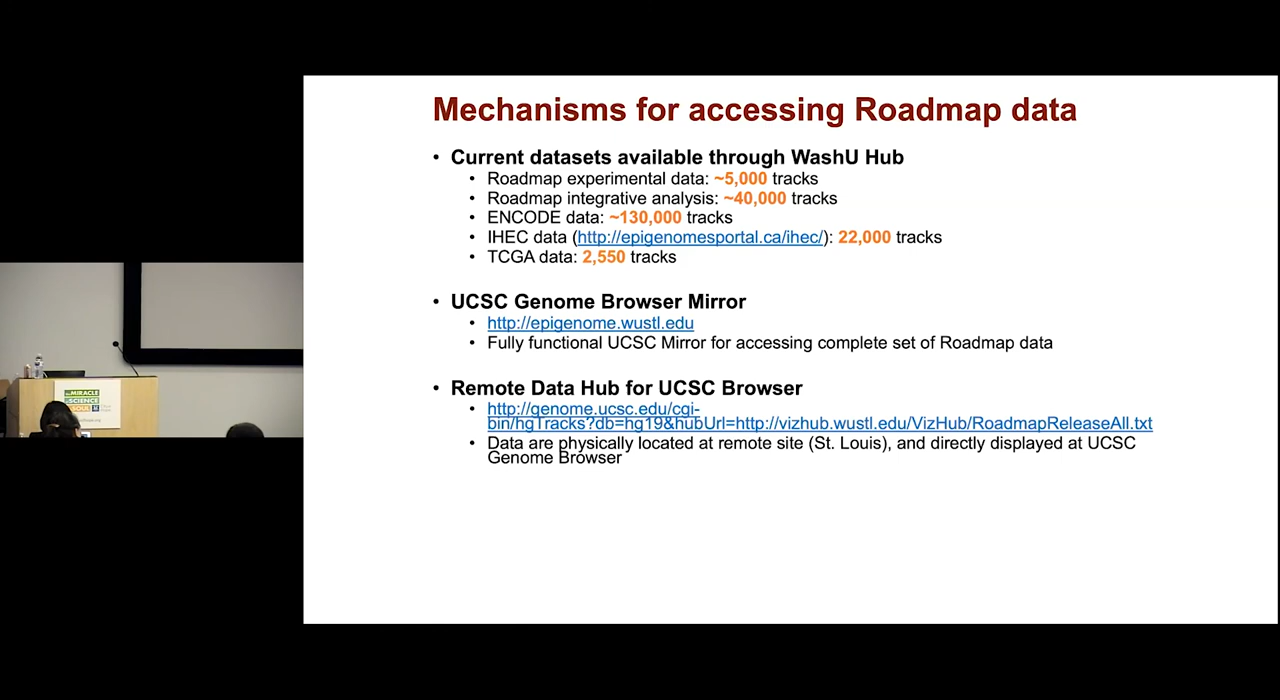 Mechanisms for accessing Roadmap data
• Current datasets available through WashU Hub
• Roadmap experimental data: ~5,000 tracks
• Roadmap integrative analysis: ~40,000 tracks
• ENCODE data: ~130,000 tracks
• IHEC data (http://epigenomesportal.ca/ihec/): 22,000 tracks
• TCGA data: 2,550 tracks
• UCSC Genome Browser Mirror
• http://epigenome.wustl.edu
• Fully functional UCSC Mirror for accessing complete set of Roadmap data
• Remote Data Hub for UCSC Browser
• http://genome.ucsc.edu/cgi-
bin/hgTracks?db=hg19&hubUrl=http://vizhub.wustl.edu/VizHub/RoadmapReleaseAll.txt
• Data are physically located at remote site (St. Louis), and directly displayed at UCSC
Genome Browser
MIRACLE
SCIENCE
SOUL